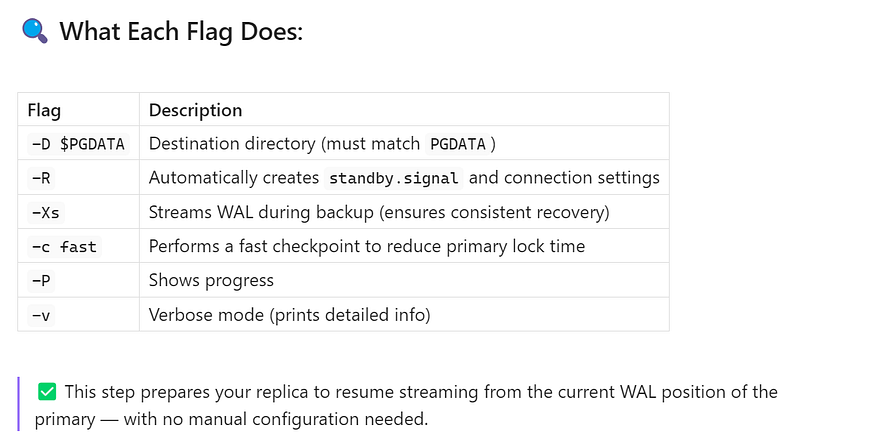 🔍 What Each Flag Does:
Flag Description
-D $PGDATA Destination directory (must match PGDATA)
-R Automatically creates standby.signal and connection settings
-Xs Streams WAL during backup (ensures consistent recovery)
-c fast Performs a fast checkpoint to reduce primary lock time
-P Shows progress
-v Verbose mode (prints detailed info)
✅ This step prepares your replica to resume streaming from the current WAL position of the
primary — with no manual configuration needed.